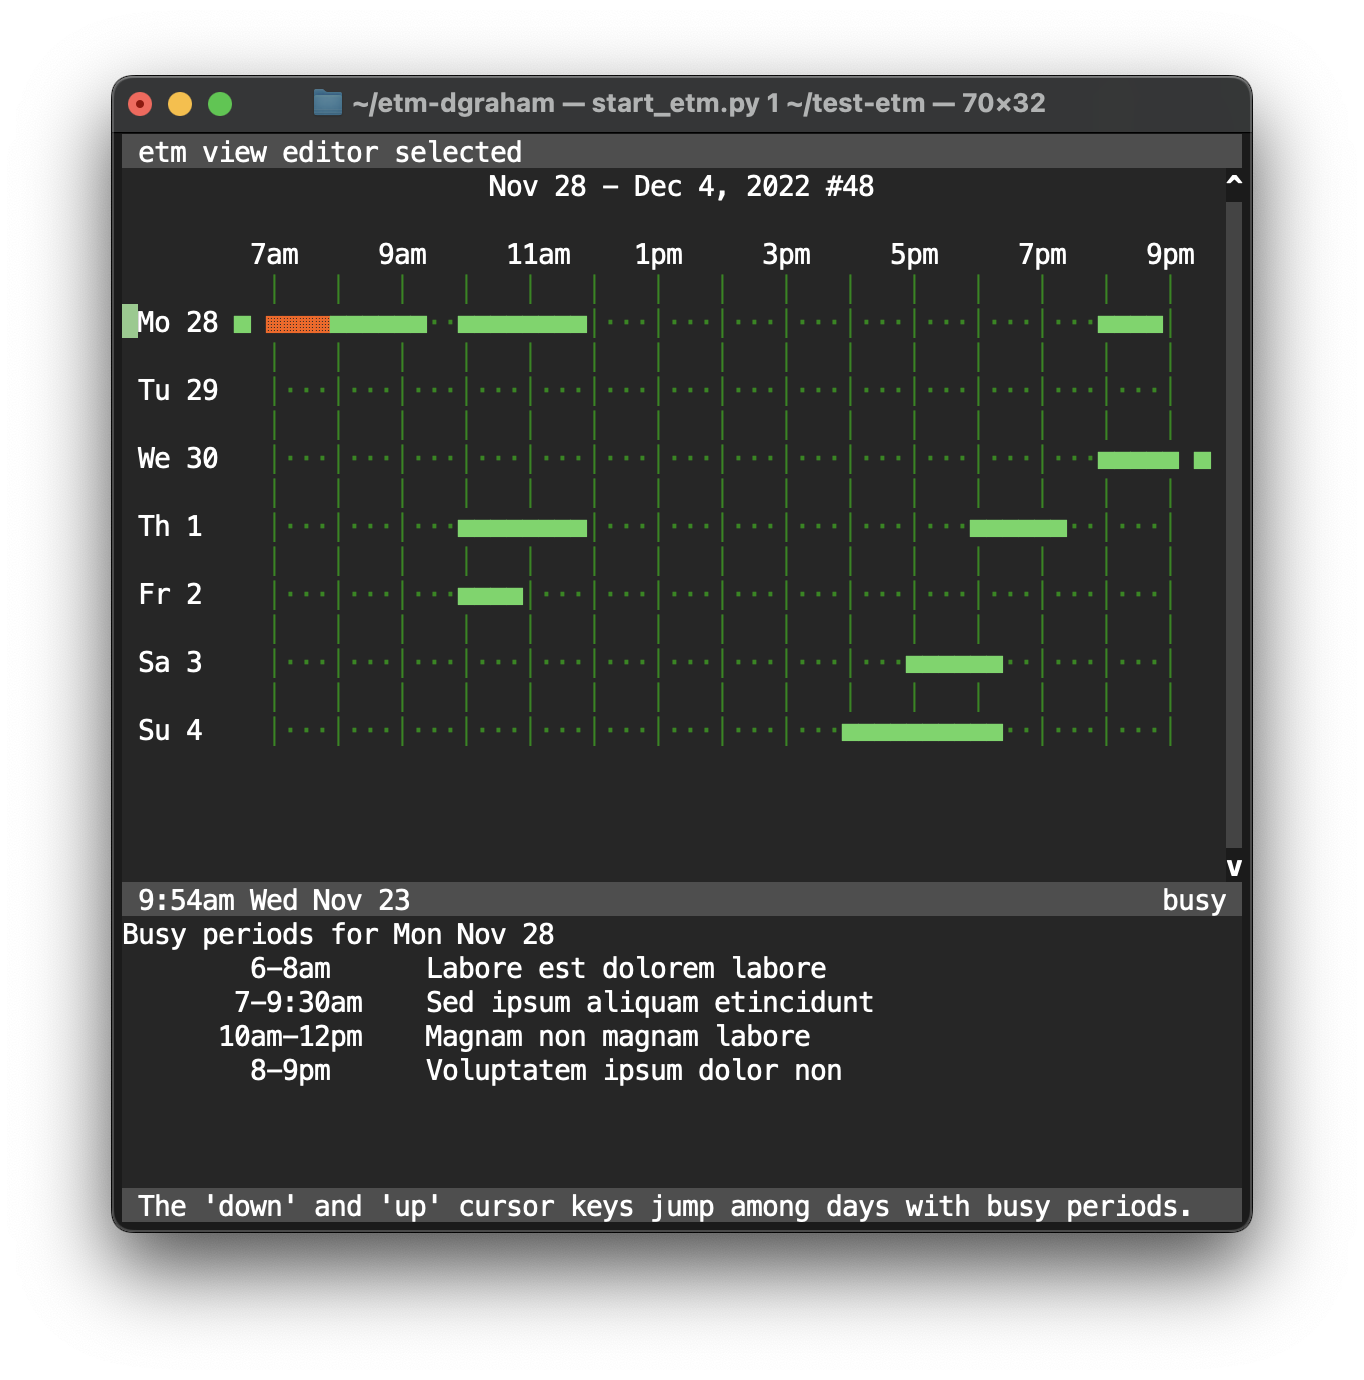 ~/etm-dgraham — start_etm.py 1 ~/test-etm — 70×32
etm view editor selected
Nov 28 - Dec 4, 2022 #48
^
7am 9am 11am 1pm 3pm 5pm 7pm 9pm
Mo 28
Tu 29
We 30
Th 1
Fr 2
Sa 3
Su 4
v
9:54am Wed Nov 23 busy
Busy periods for Mon Nov 28
6-8am Labore est dolorem labore
7-9:30am Sed ipsum aliquam etincidunt
10am-12pm Magnam non magnam labore
8-9pm Voluptatem ipsum dolor non
The 'down' and 'up' cursor keys jump among days with busy periods.